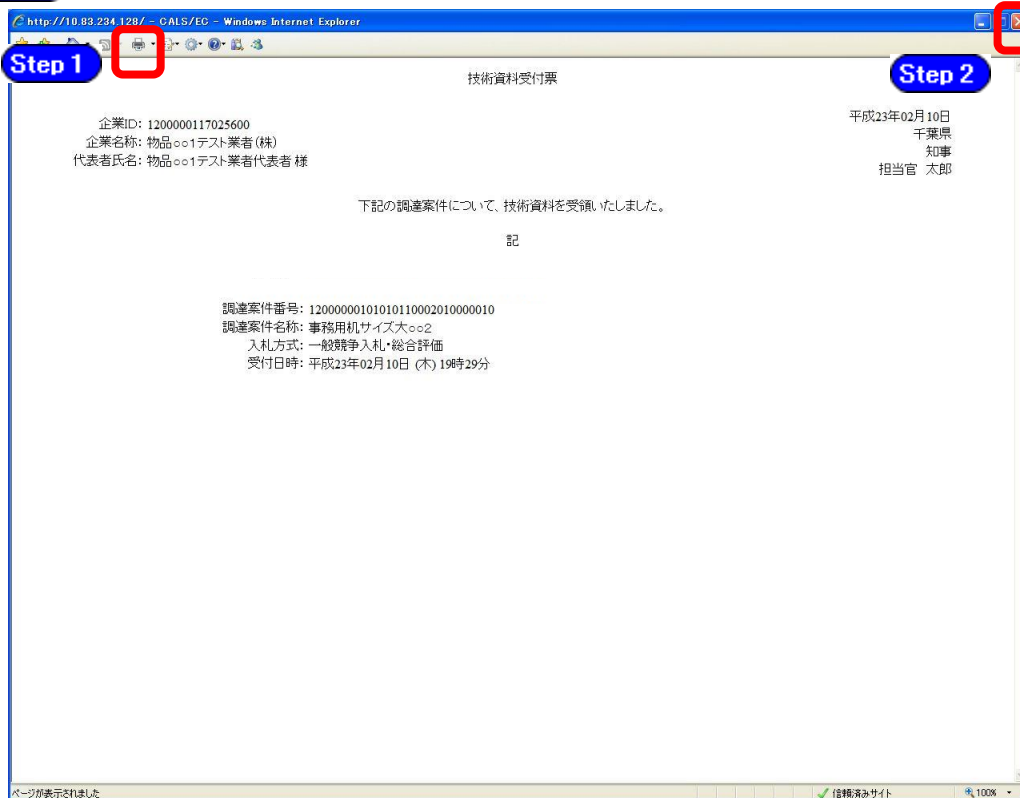 http://10.83.234.128/ - CALS/EC - Windows Internet Explorer
Step 1
Step 2
技術資料受付票
平成23年02月10日
千葉県
知事
担当官 太郎
企業ID: 1200000117025600
企業名称: 物品○○1テスト業者(株)
代表者氏名: 物品○○1テスト業者代表者 様
下記の調達案件について、技術資料を受領いたしました。
記
調達案件番号: 12000000101010110002010000010
調達案件名称: 事務用机サイズ大○○2
入札方式: 一般競争入札・総合評価
受付日時: 平成23年02月10日 (木) 19時29分
ページが表示されました
信頼済みサイト
100%